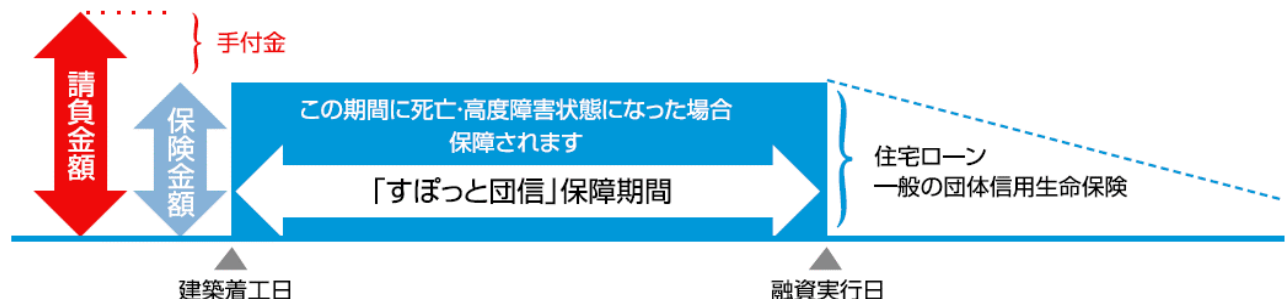 手付金
請負金額
保険金額
この期間に死亡・高度障害状態になった場合
保障されます
「すぽっと団信」保障期間
住宅ローン
一般の団体信用生命保険
建築着工日
融資実行日